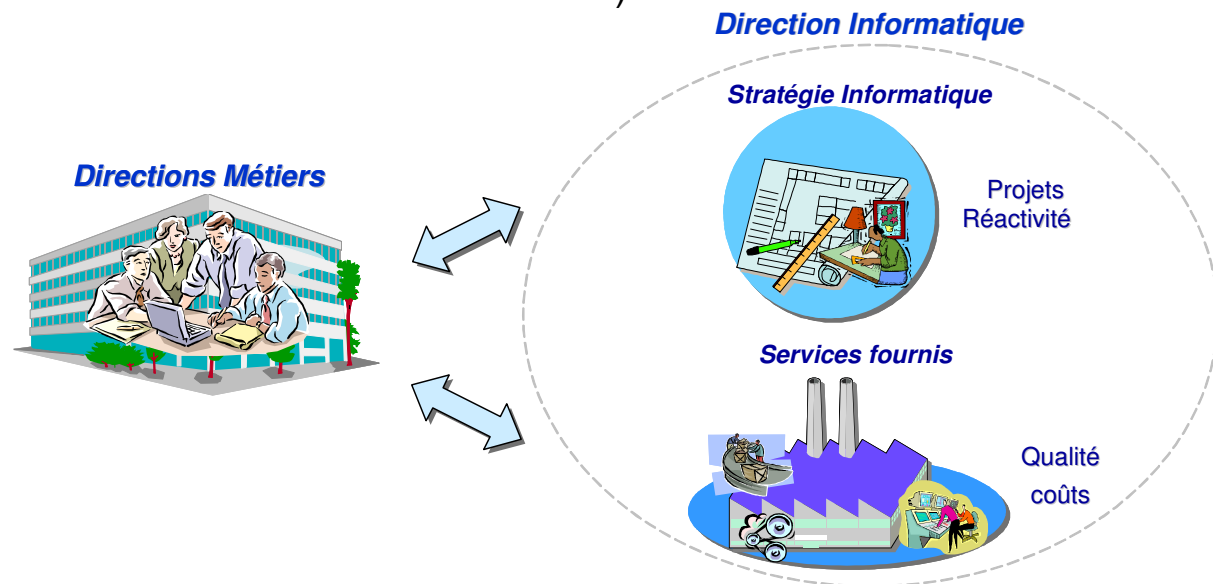 )
Direction Informatique
Stratégie Informatique
Directions Métiers
Projets
Réactivité
Services fournis
Qualité
coûts